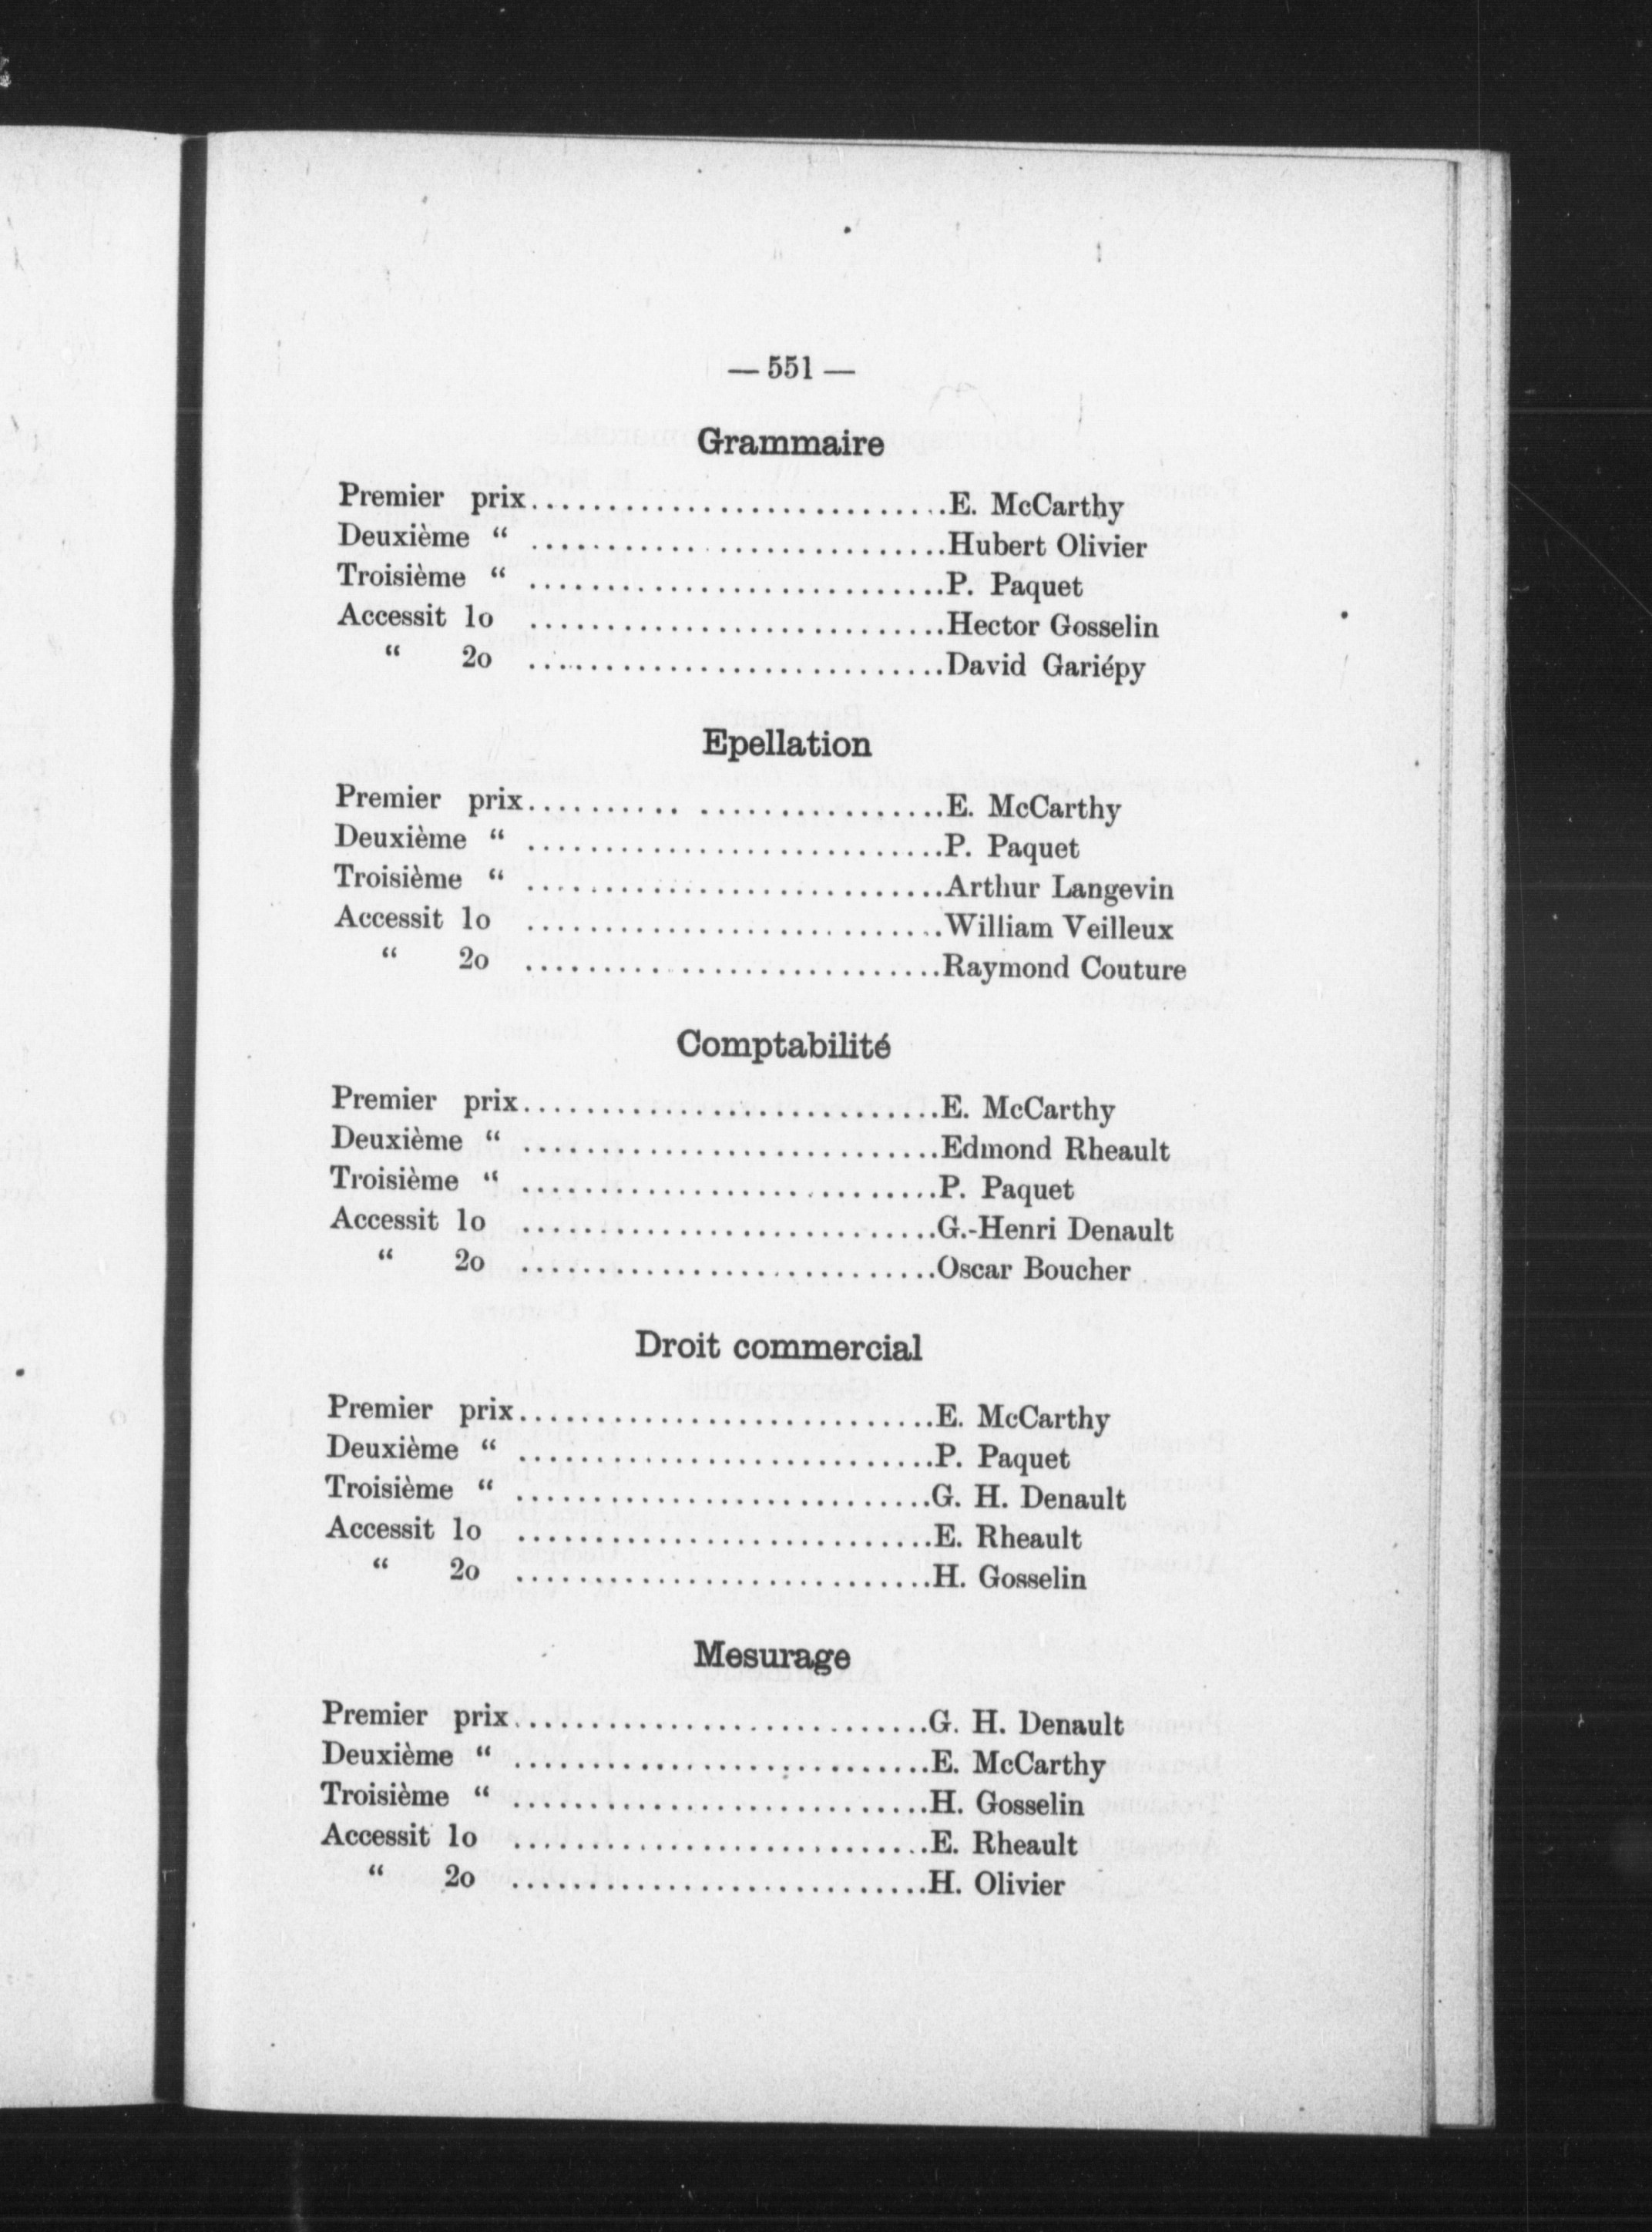 — 551 —
Grammaire
Premier prix............................E. McCarthy
Deuxième “ ............................Hubert Olivier
Troisième “ ............................P. Paquet
Accessit 1o ............................Hector Gosselin
“ 2o ............................David Gariépy
Epellation
Premier prix............................E. McCarthy
Deuxième “ ............................P. Paquet
Troisième “ ............................Arthur Langevin
Accessit 1o ............................William Veilleux
“ 2o ............................Raymond Couture
Comptabilité
Premier prix............................E. McCarthy
Deuxième “ ............................Edmond Rheault
Troisième “ ............................P. Paquet
Accessit 1o ............................G.-Henri Denault
“ 2o ............................Oscar Boucher
Droit commercial
Premier prix............................E. McCarthy
Deuxième “ ............................P. Paquet
Troisième “ ............................G. H. Denault
Accessit 1o ............................E. Rheault
“ 2o ............................H. Gosselin
Mesurage
Premier prix............................G. H. Denault
Deuxième “ ............................E. McCarthy
Troisième “ ............................H. Gosselin
Accessit 1o ............................E. Rheault
“ 2o ............................H. Olivier